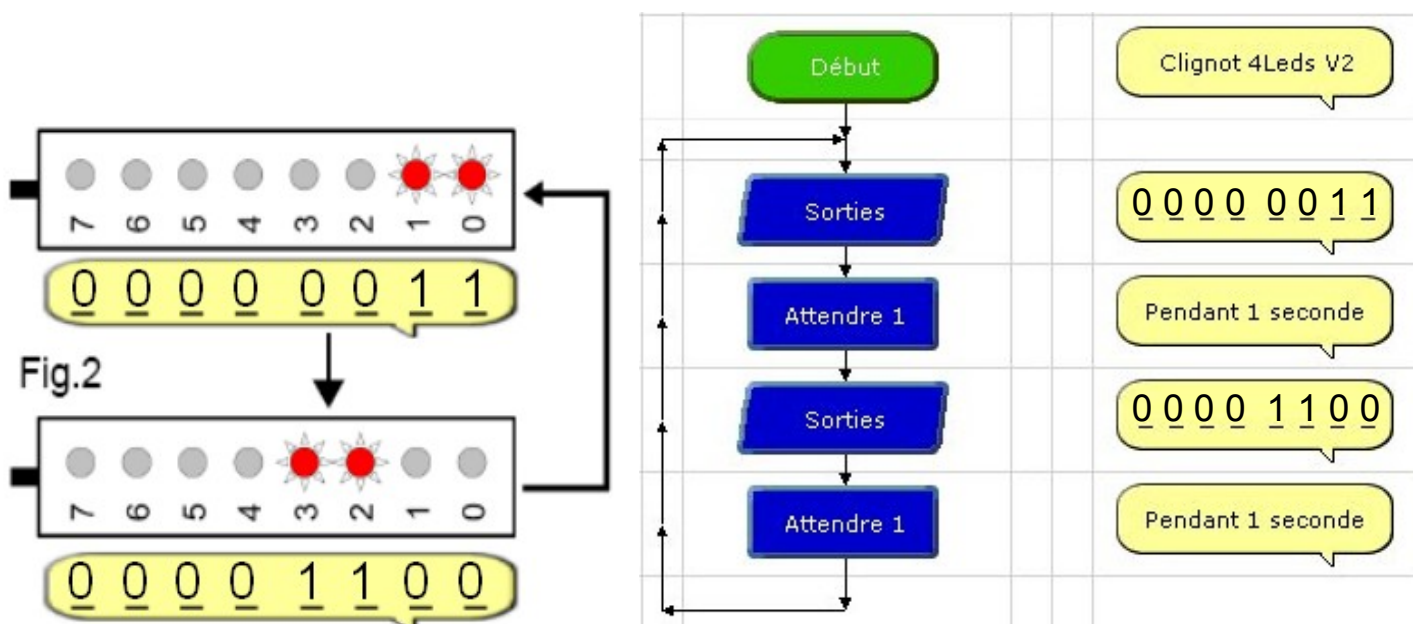 7 6 5 4 3 2 1 0
0 0 0 0 0 0 1 1
Fig.2
7 6 5 4 3 2 1 0
0 0 0 0 1 1 0 0
Début
Clignot 4Leds V2
Sorties
0 0 0 0 0 0 1 1
Attendre 1
Pendant 1 seconde
Sorties
0 0 0 0 1 1 0 0
Attendre 1
Pendant 1 seconde